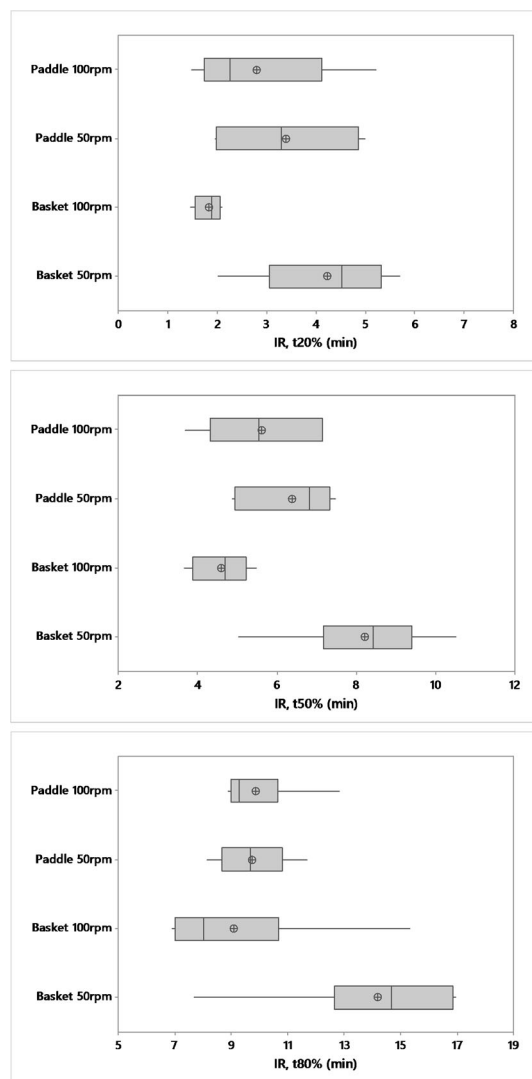 Paddle 100rpm
Paddle 50rpm
Basket 100rpm
Basket 50rpm
0 1 2 3 4 5 6 7 8
IR, t20% (min)
Paddle 100rpm
Paddle 50rpm
Basket 100rpm
Basket 50rpm
2 4 6 8 10 12
IR, t50% (min)
Paddle 100rpm
Paddle 50rpm
Basket 100rpm
Basket 50rpm
5 7 9 11 13 15 17 19
IR, t80% (min)